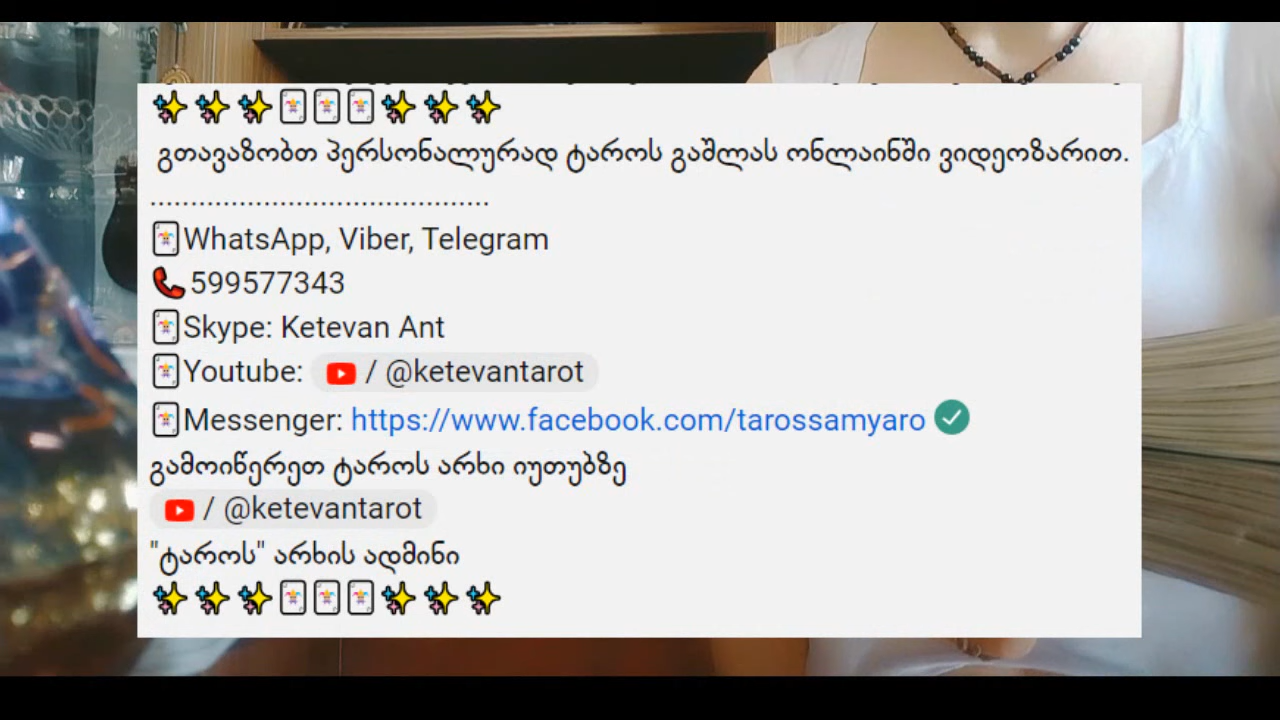 ✨✨✨🃏🃏🃏✨✨✨
გთავაზობთ პერსონალურად ტაროს გაშლას ონლაინში ვიდეოზარით.
.........................................
🃏WhatsApp, Viber, Telegram
📞599577343
🃏Skype: Ketevan Ant
🃏Youtube: / @ketevantarot
🃏Messenger: https://www.facebook.com/tarossamyaro ✅
გამოიწერეთ ტაროს არხი იუთუბზე
/ @ketevantarot
"ტაროს" არხის ადმინი
✨✨✨🃏🃏🃏✨✨✨